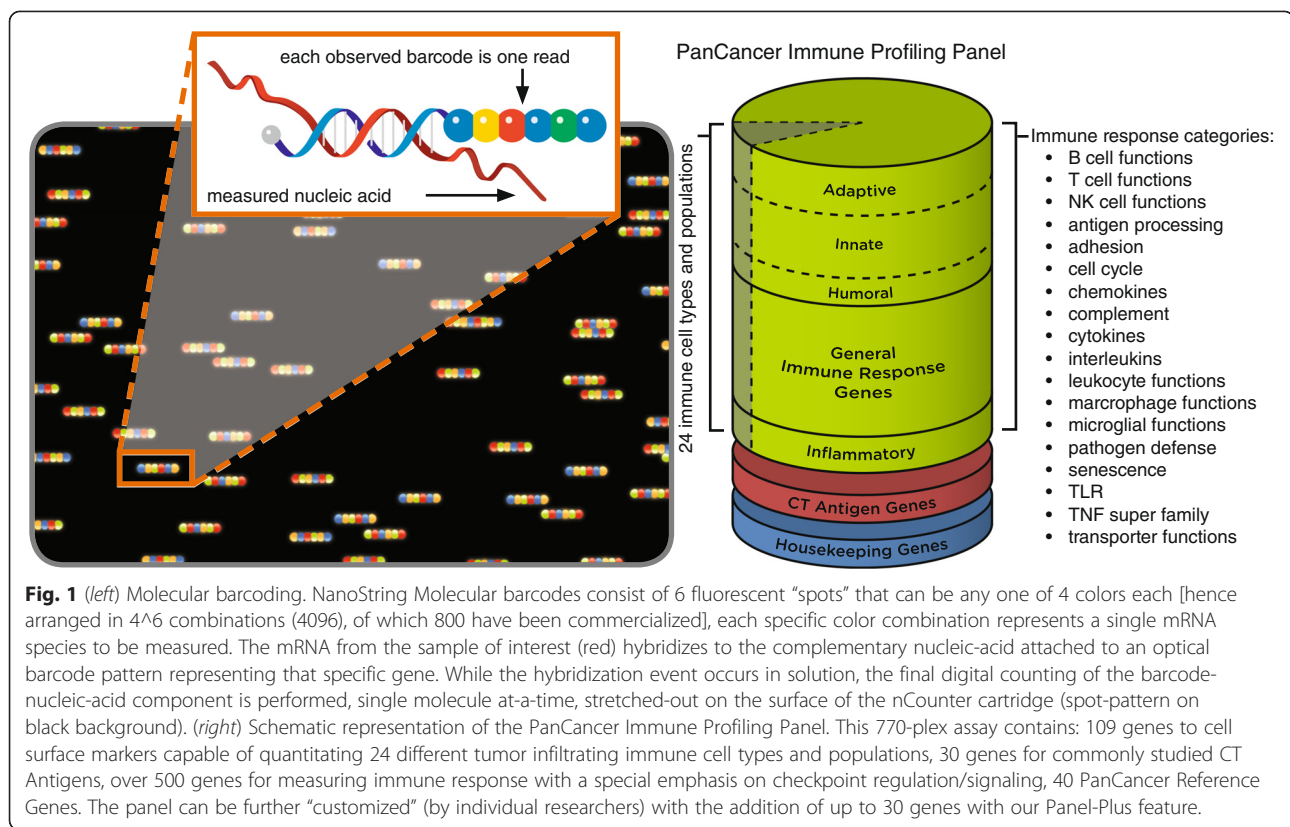 each observed barcode is one read
measured nucleic acid
PanCancer Immune Profiling Panel
24 immune cell types and populations
Adaptive
Innate
Humoral
General
Immune Response
Genes
Inflammatory
CT Antigen Genes
Housekeeping Genes
Immune response categories:
• B cell functions
• T cell functions
• NK cell functions
• antigen processing
• adhesion
• cell cycle
• chemokines
• complement
• cytokines
• interleukins
• leukocyte functions
• marcrophage functions
• microglial functions
• pathogen defense
• senescence
• TLR
• TNF super family
• transporter functions
Fig. 1 (left) Molecular barcoding. NanoString Molecular barcodes consist of 6 fluorescent “spots” that can be any one of 4 colors each [hence
arranged in 4^6 combinations (4096), of which 800 have been commercialized], each specific color combination represents a single mRNA
species to be measured. The mRNA from the sample of interest (red) hybridizes to the complementary nucleic-acid attached to an optical
barcode pattern representing that specific gene. While the hybridization event occurs in solution, the final digital counting of the barcode-
nucleic-acid component is performed, single molecule at-a-time, stretched-out on the surface of the nCounter cartridge (spot-pattern on
black background). (right) Schematic representation of the PanCancer Immune Profiling Panel. This 770-plex assay contains: 109 genes to cell
surface markers capable of quantitating 24 different tumor infiltrating immune cell types and populations, 30 genes for commonly studied CT
Antigens, over 500 genes for measuring immune response with a special emphasis on checkpoint regulation/signaling, 40 PanCancer Reference
Genes. The panel can be further “customized” (by individual researchers) with the addition of up to 30 genes with our Panel-Plus feature.